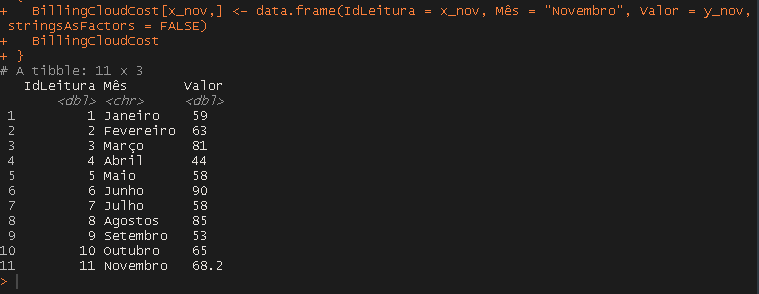 +   BillingCloudCost[x_nov,] <- data.frame(IdLeitura = x_nov, Mês = "Novembro", Valor = y_nov,
 stringsAsFactors = FALSE)
+   BillingCloudCost
+ }
# A tibble: 11 x 3
   IdLeitura Mês       Valor
       <dbl> <chr>     <dbl>
 1         1 Janeiro    59
 2         2 Fevereiro  63
 3         3 Março      81
 4         4 Abril      44
 5         5 Maio       58
 6         6 Junho      90
 7         7 Julho      58
 8         8 Agostos    85
 9         9 Setembro   53
10        10 Outubro    65
11        11 Novembro   68.2
>